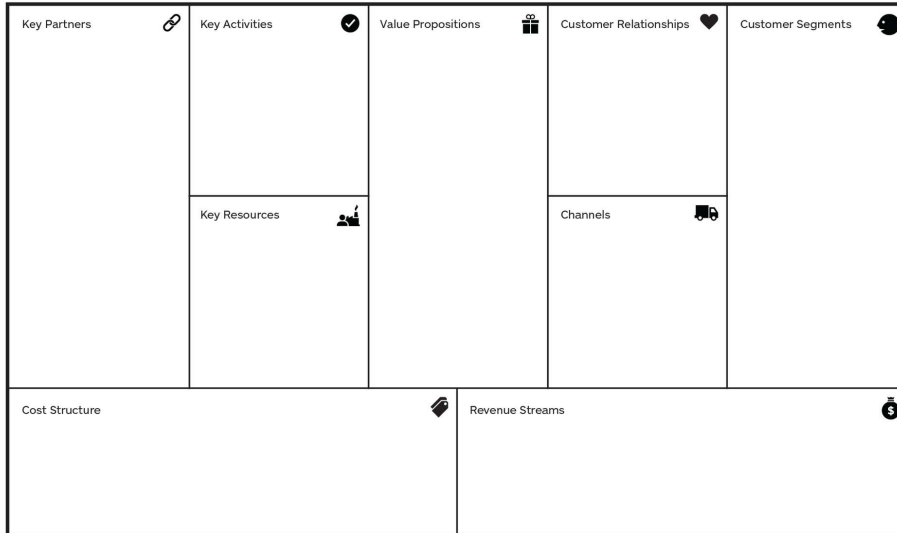 Key Partners
Key Activities
Value Propositions
Customer Relationships
Customer Segments
Key Resources
Channels
Cost Structure
Revenue Streams
$